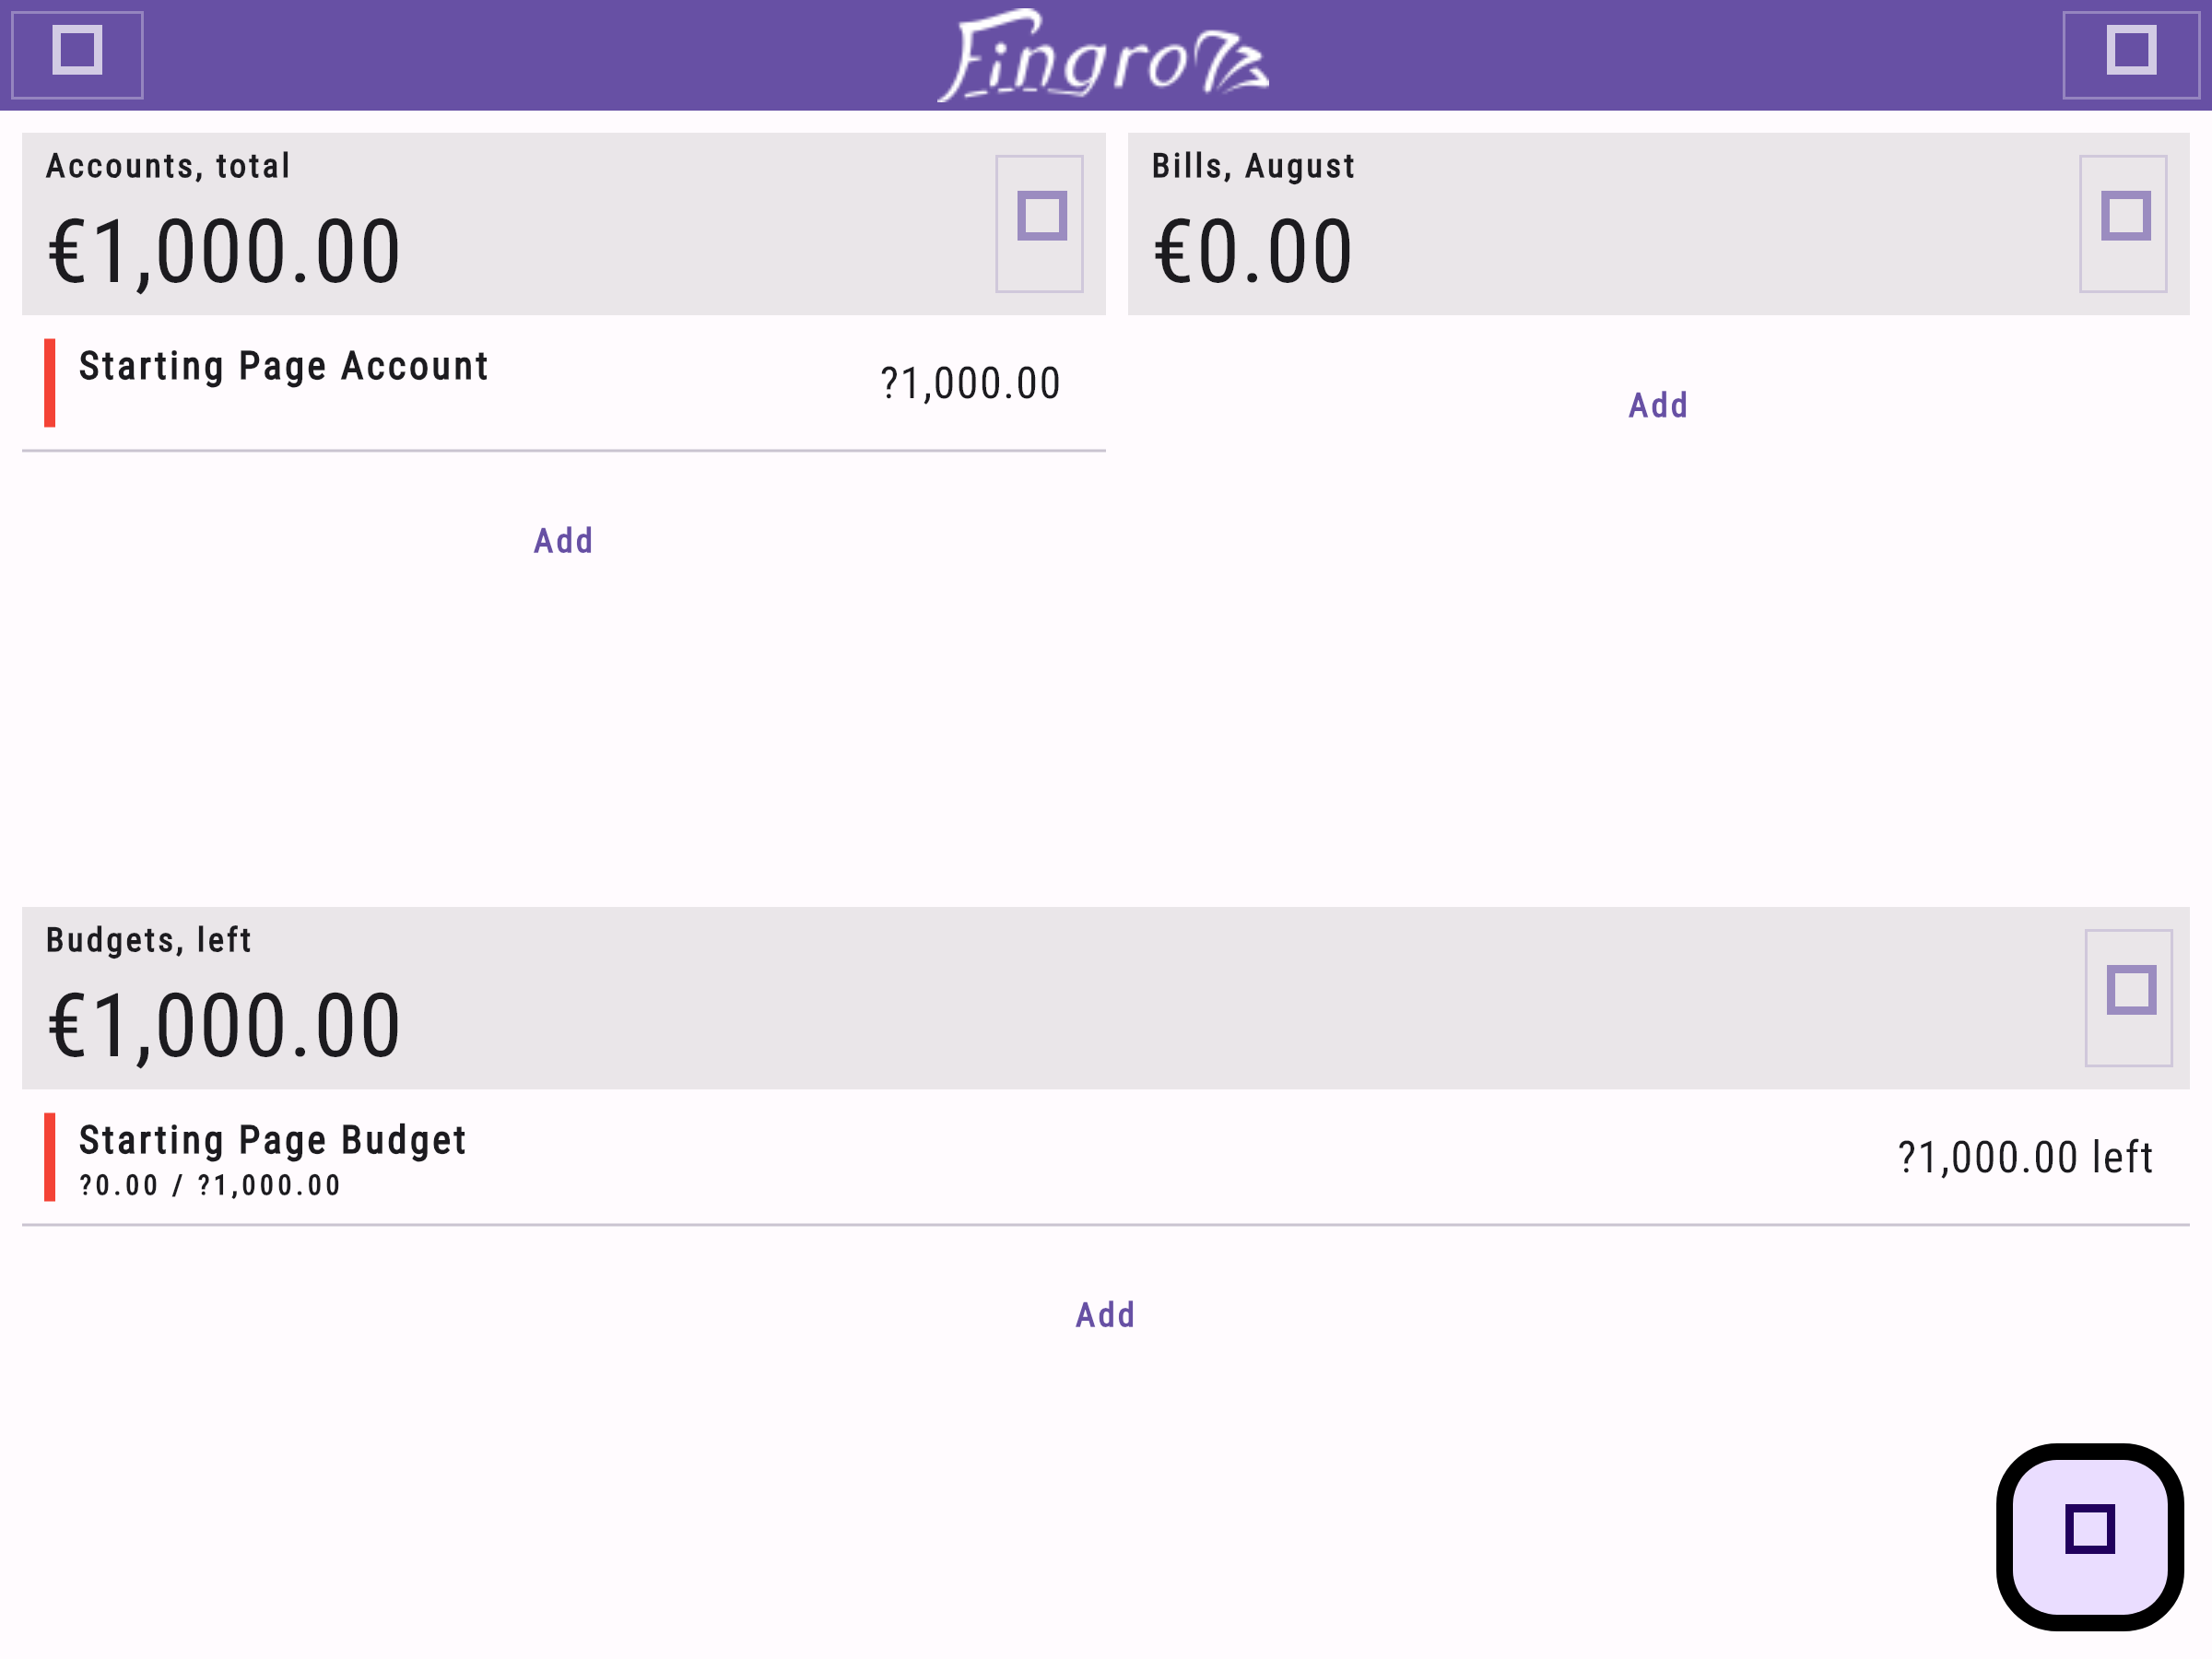 Fingrom
Accounts, total
€1,000.00
Starting Page Account
?1,000.00
Add
Bills, August
€0.00
Add
Budgets, left
€1,000.00
Starting Page Budget
?0.00 / ?1,000.00
?1,000.00 left
Add